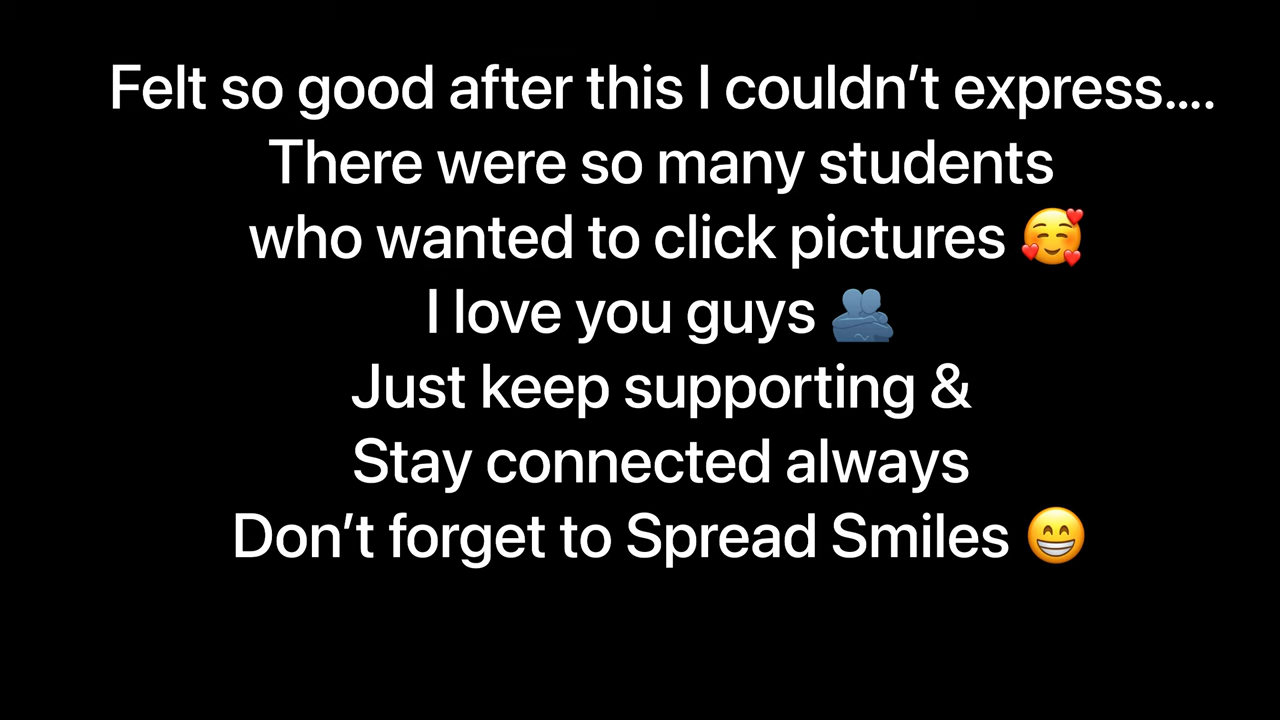 Felt so good after this I couldn’t express....
There were so many students
who wanted to click pictures 🥰
I love you guys 🫂
Just keep supporting &
Stay connected always
Don’t forget to Spread Smiles 😁